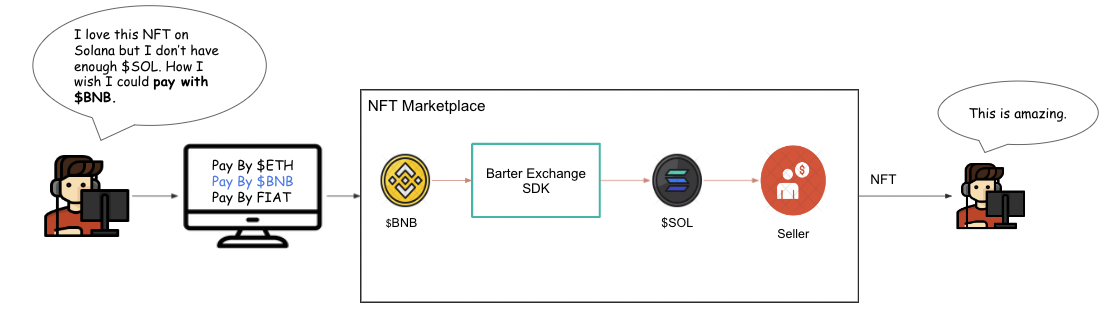 I love this NFT on
Solana but I don't have
enough $SOL. How I
wish I could pay with
$BNB.
Pay By $ETH
Pay By $BNB
Pay By FIAT
NFT Marketplace
$BNB
Barter Exchange
SDK
$SOL
$
Seller
NFT
This is amazing.